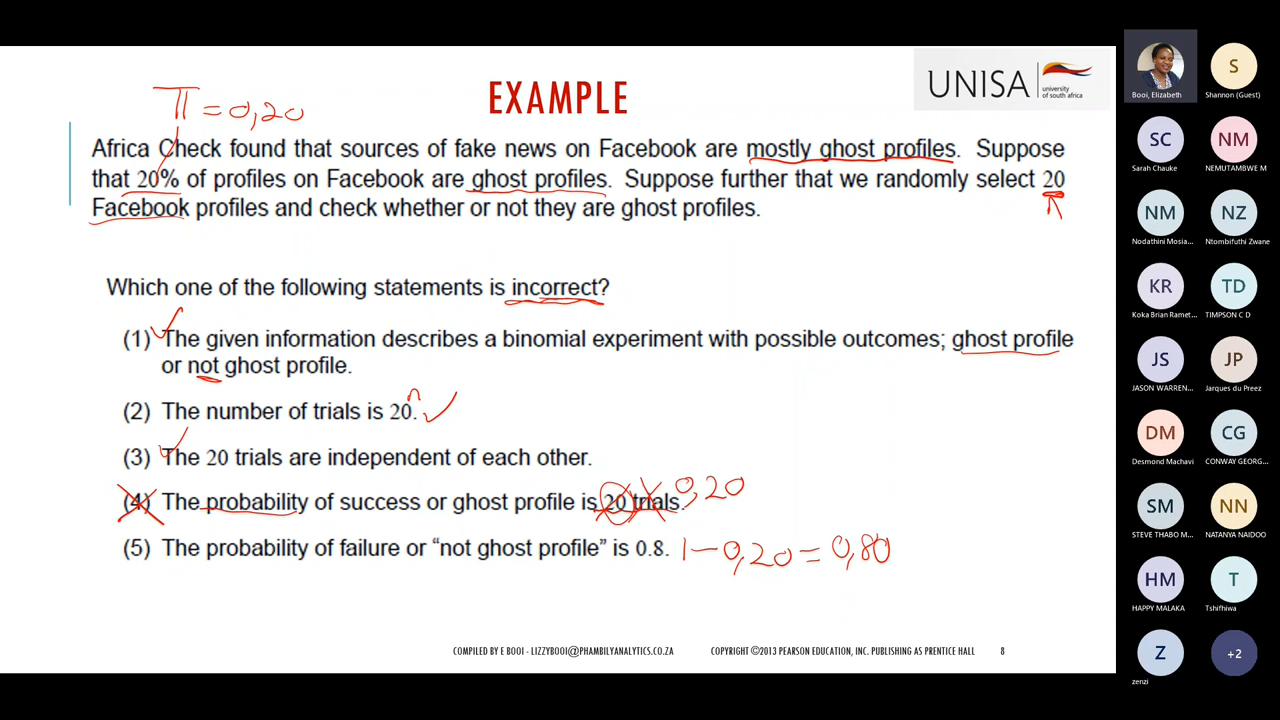 π = 0,20
EXAMPLE
UNISA
university
of south africa
Africa Check found that sources of fake news on Facebook are mostly ghost profiles. Suppose
that 20% of profiles on Facebook are ghost profiles. Suppose further that we randomly select 20
Facebook profiles and check whether or not they are ghost profiles.
Which one of the following statements is incorrect?
(1) The given information describes a binomial experiment with possible outcomes; ghost profile
or not ghost profile.
(2) The number of trials is 20. n
(3) The 20 trials are independent of each other.
(4) The probability of success or ghost profile is 20 trials. 0,20
(5) The probability of failure or “not ghost profile” is 0.8. 1 - 0,20 = 0,80
COMPILED BY E BOOI - LIZZYBOOI@PHAMBILYANALYTICS.CO.ZA COPYRIGHT ©2013 PEARSON EDUCATION, INC. PUBLISHING AS PRENTICE HALL 8
Booi, Elizabeth
S
Shannon (Guest)
SC
Sarah Chauke
NM
NEMUTAMBWE M
NM
Nodathini Mosia...
NZ
Ntombifuthi Zwane
KR
Koka Brian Ramet...
TD
TIMPSON C D
JS
JASON WARREN...
JP
Jarques du Preez
DM
Desmond Machavi
CG
CONWAY GEORG...
SM
STEVE THABO M...
NN
NATANYA NAIDOO
HM
HAPPY MALAKA
T
Tshifhiwa
Z
zenzi
+2